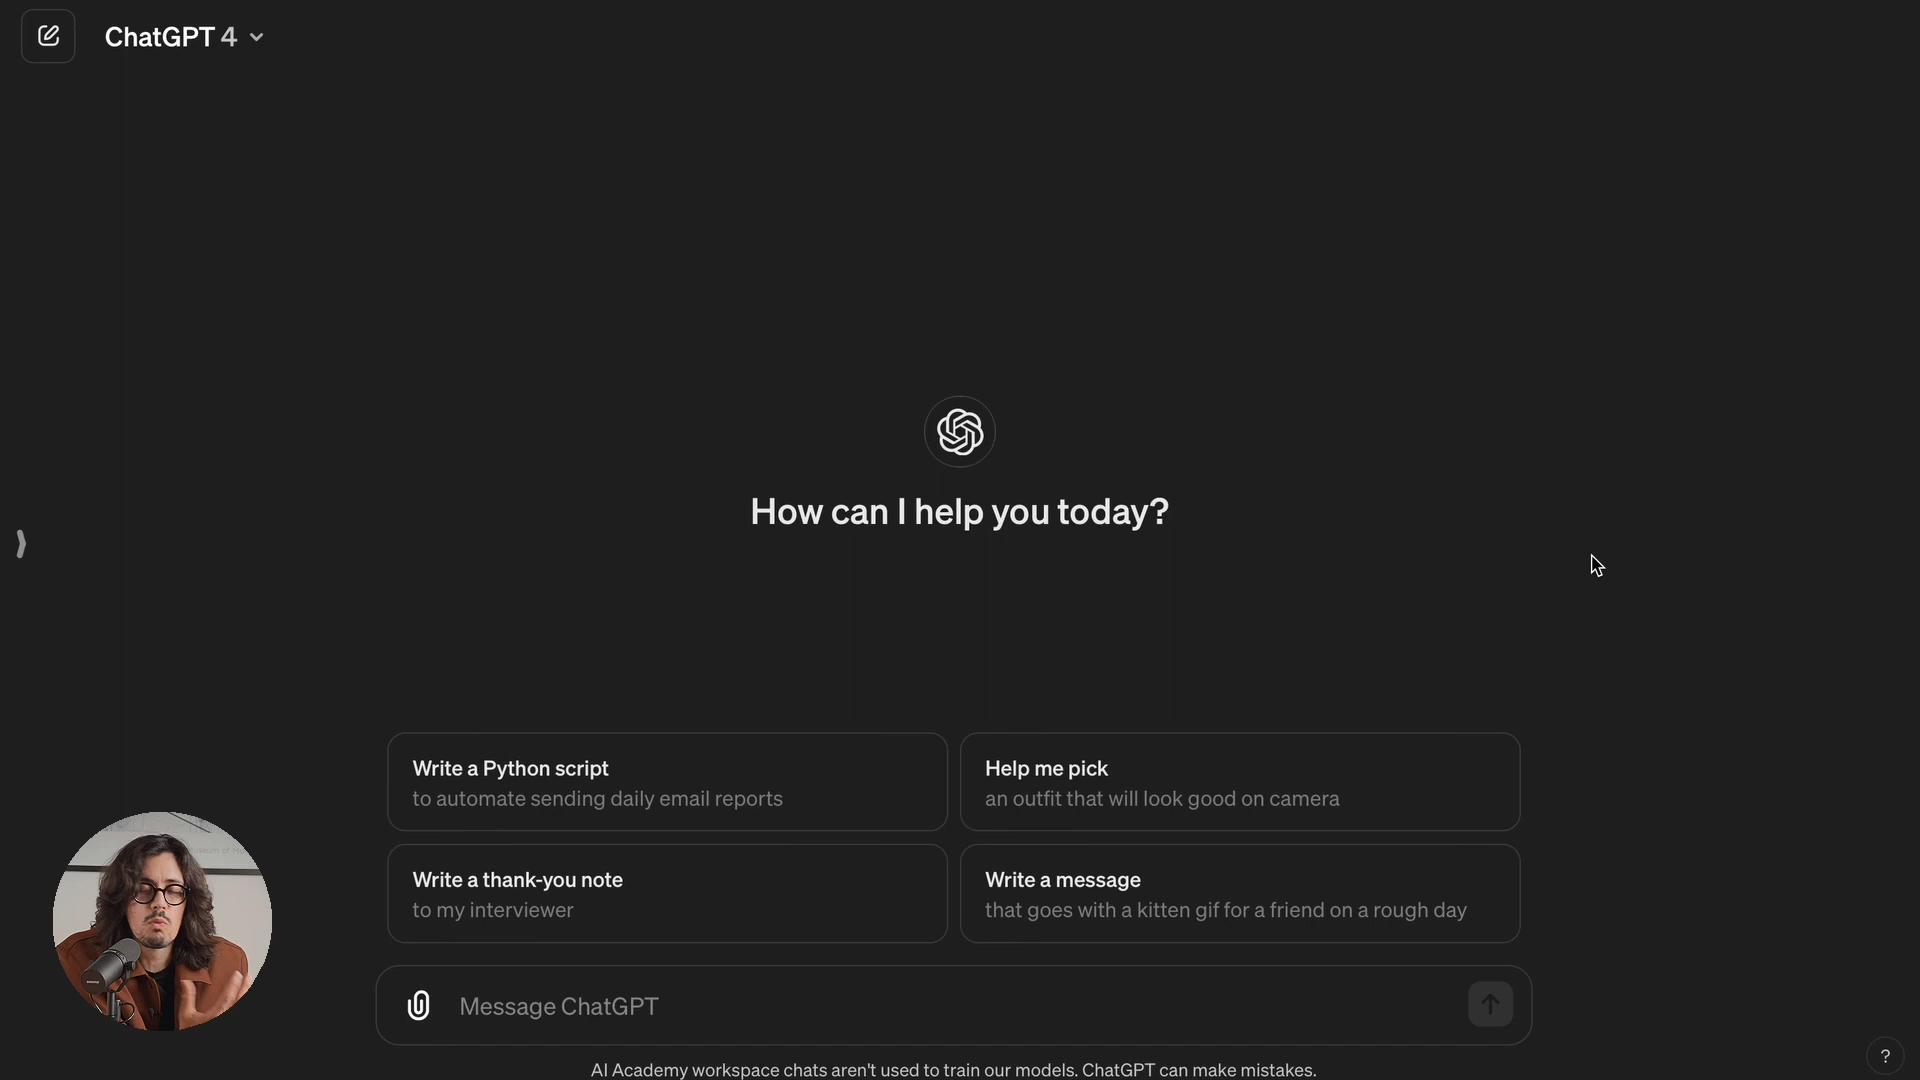 ChatGPT 4
How can I help you today?
Write a Python script
to automate sending daily email reports
Help me pick
an outfit that will look good on camera
Write a thank-you note
to my interviewer
Write a message
that goes with a kitten gif for a friend on a rough day
Message ChatGPT
AI Academy workspace chats aren't used to train our models. ChatGPT can make mistakes.
?